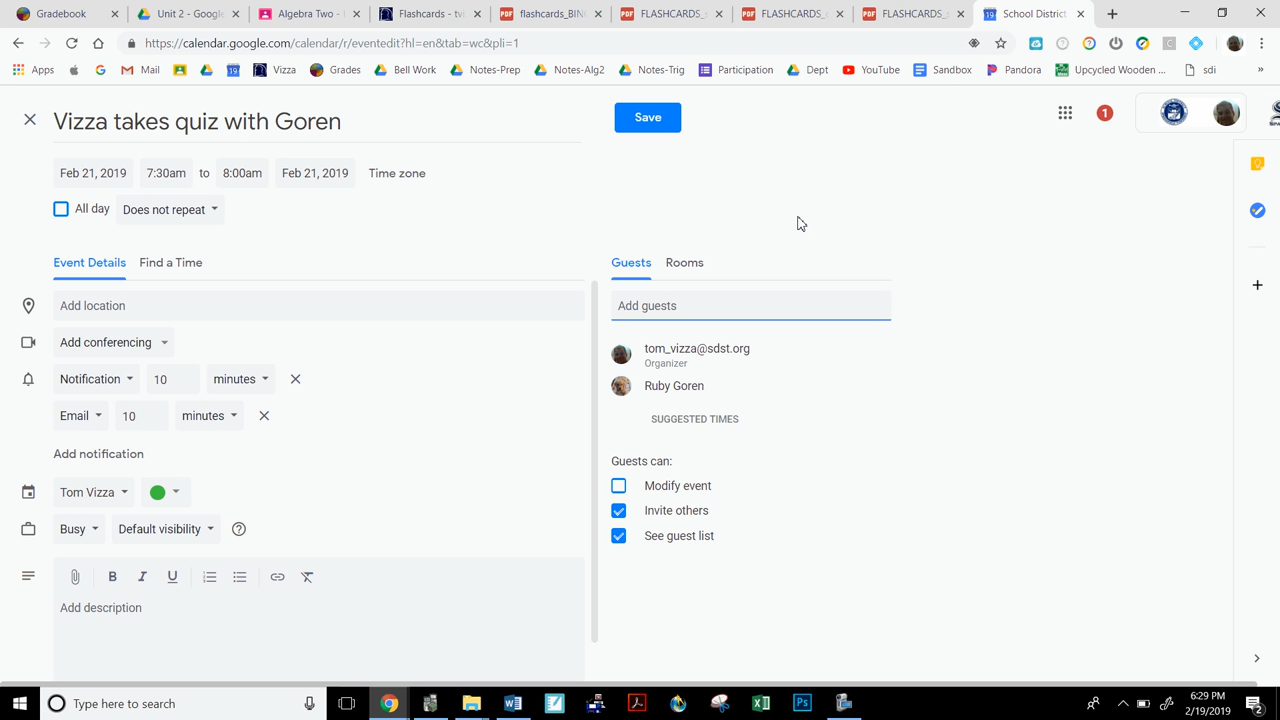 Gradebook
Unit 2 - Google
Algebra Two -
Flashcards - tvi
flashcards_BIN
FLASHCARDS_
FLASHCARDS_
FLASHCARDS_
School District
https://calendar.google.com/calendar/r/eventedit?hl=en&tab=wc&pli=1
Apps
Mail
Vizza
Grades
Bell Work
Notes-Prep
Notes-Alg2
Notes-Trig
Participation
Dept
YouTube
Sandbox
Pandora
Upcycled Wooden ...
sdi
»
Vizza takes quiz with Goren
Save
1
Feb 21, 2019 7:30am to 8:00am Feb 21, 2019 Time zone
All day Does not repeat
Event Details Find a Time
Guests Rooms
Add location
Add guests
Add conferencing
tom_vizza@sdst.org
Organizer
Notification 10 minutes
Ruby Goren
Email 10 minutes
SUGGESTED TIMES
Add notification
Guests can:
Tom Vizza
Modify event
Invite others
Busy Default visibility
See guest list
B I U
Add description
Type here to search
6:29 PM
2/19/2019
2